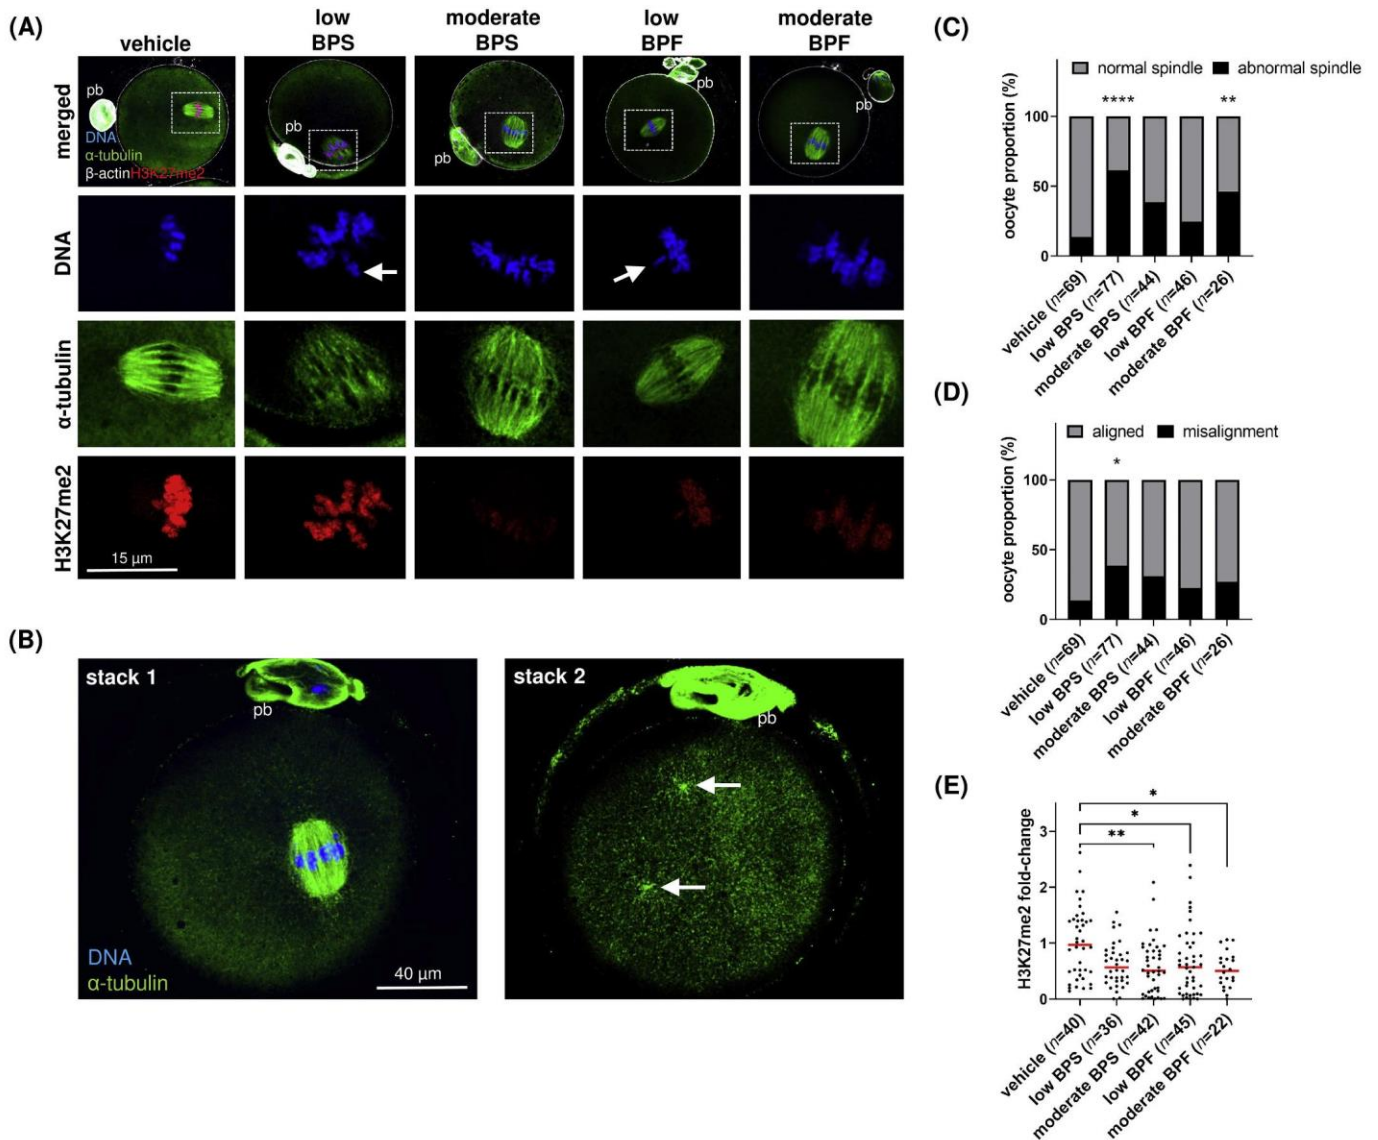 (A)
vehicle
low
BPS
moderate
BPS
low
BPF
moderate
BPF
merged
pb
DNA
α-tubulin
β-actinH3K27me2
pb
pb
pb
pb
DNA
α-tubulin
H3K27me2
15 µm
(B)
stack 1
pb
DNA
α-tubulin
40 µm
stack 2
pb
(C)
normal spindle abnormal spindle
oocyte proportion (%)
**** **
100
50
0
vehicle (n=69)
low BPS (n=77)
moderate BPS (n=44)
low BPF (n=46)
moderate BPF (n=26)
(D)
aligned misalignment
oocyte proportion (%)
*
100
50
0
vehicle (n=69)
low BPS (n=77)
moderate BPS (n=44)
low BPF (n=46)
moderate BPF (n=26)
(E)
H3K27me2 fold-change
*
*
**
3
2
1
0
vehicle (n=40)
low BPS (n=36)
moderate BPS (n=42)
low BPF (n=45)
moderate BPF (n=22)